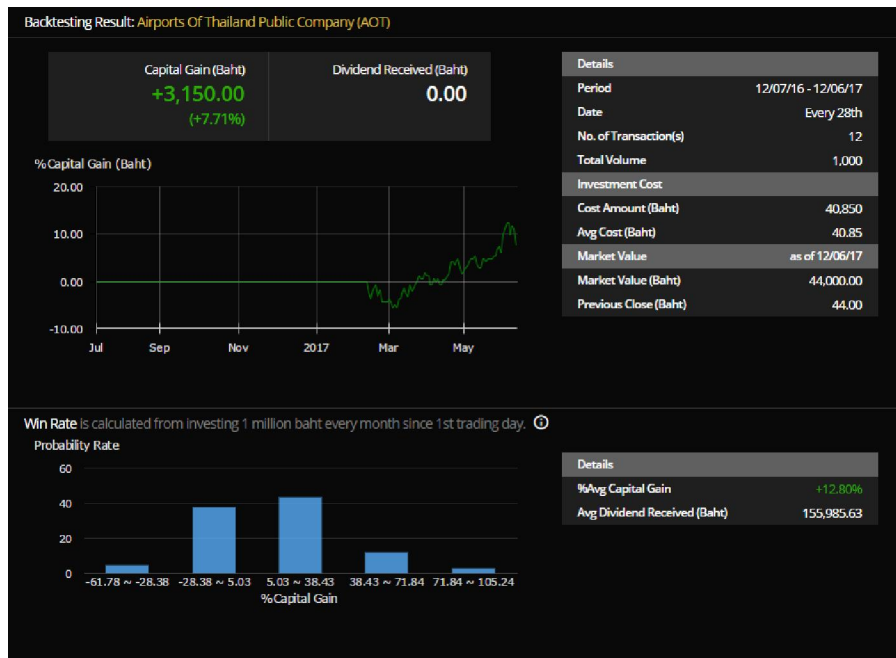 Backtesting Result: Airports Of Thailand Public Company (AOT)
Capital Gain (Baht)
+3,150.00
(+7.71%)
Dividend Received (Baht)
0.00
%Capital Gain (Baht)
20.00
10.00
0.00
-10.00
Jul Sep Nov 2017 Mar May
Details
Period 12/07/16 - 12/06/17
Date Every 28th
No. of Transaction(s) 12
Total Volume 1,000
Investment Cost
Cost Amount (Baht) 40,850
Avg Cost (Baht) 40.85
Market Value as of 12/06/17
Market Value (Baht) 44,000.00
Previous Close (Baht) 44.00
Win Rate is calculated from investing 1 million baht every month since 1st trading day.
Probability Rate
60
40
20
0
-61.78 ~ -28.38 -28.38 ~ 5.03 5.03 ~ 38.43 38.43 ~ 71.84 71.84 ~ 105.24
%Capital Gain
Details
%Avg Capital Gain +12.80%
Avg Dividend Received (Baht) 155,985.63